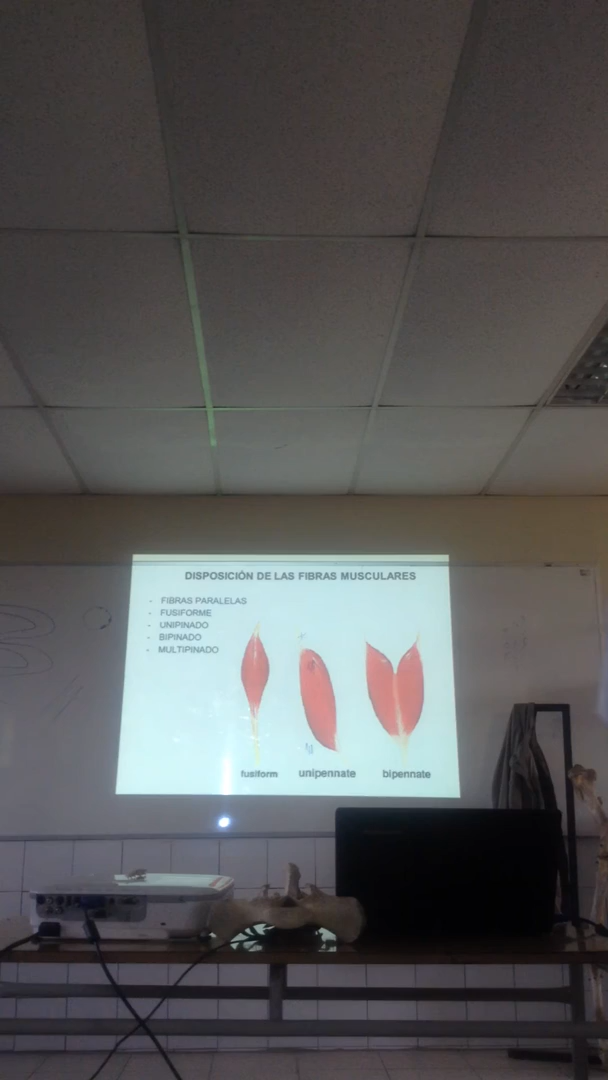 DISPOSICIÓN DE LAS FIBRAS MUSCULARES
- FIBRAS PARALELAS
- FUSIFORME
- UNIPINADO
- BIPINADO
- MULTIPINADO
fusiform unipennate bipennate